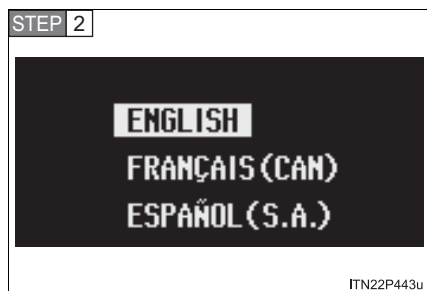 STEP 2
ENGLISH
FRANÇAIS(CAN)
ESPAÑOL(S.A.)
ITN22P443u